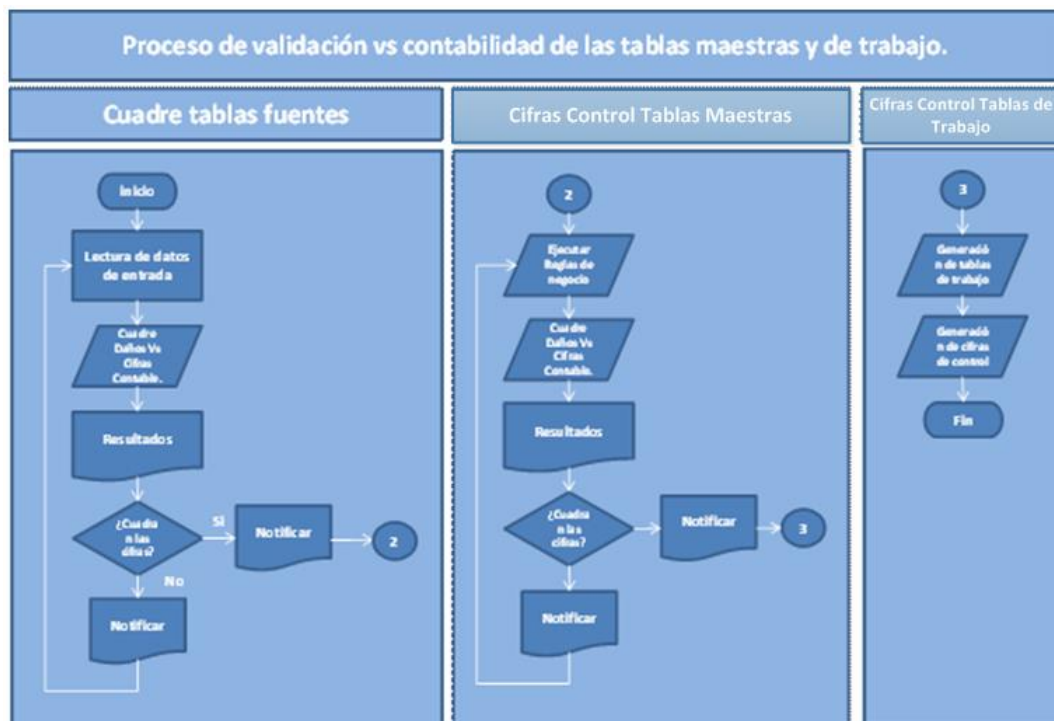 Proceso de validación vs contabilidad de las tablas maestras y de trabajo.
Cuadre tablas fuentes
Inicio
Lectura de datos
de entrada
Cuadre
Daños Vs
Cifras
Contable.
Resultados
¿Cuadra
n las
cifras?
Si
Notificar
2
No
Notificar
Cifras Control Tablas Maestras
2
Ejecutar
Reglas de
negocio
Cuadre
Daños Vs
Cifras
Contable.
Resultados
¿Cuadra
n las
cifras?
Notificar
3
Notificar
Cifras Control Tablas de
Trabajo
3
Generació
n de tablas
de trabajo
Generació
n de cifras
de control
Fin